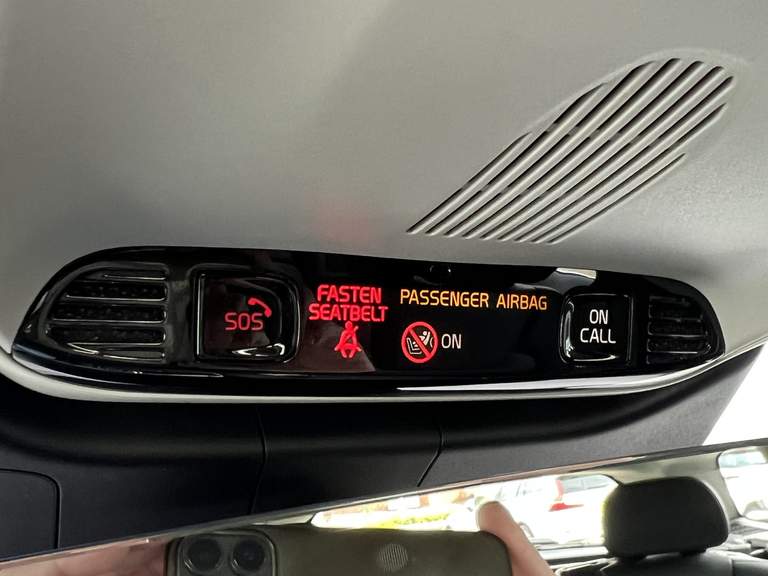 SOS
FASTEN
SEATBELT
PASSENGER AIRBAG
ON
ON
CALL